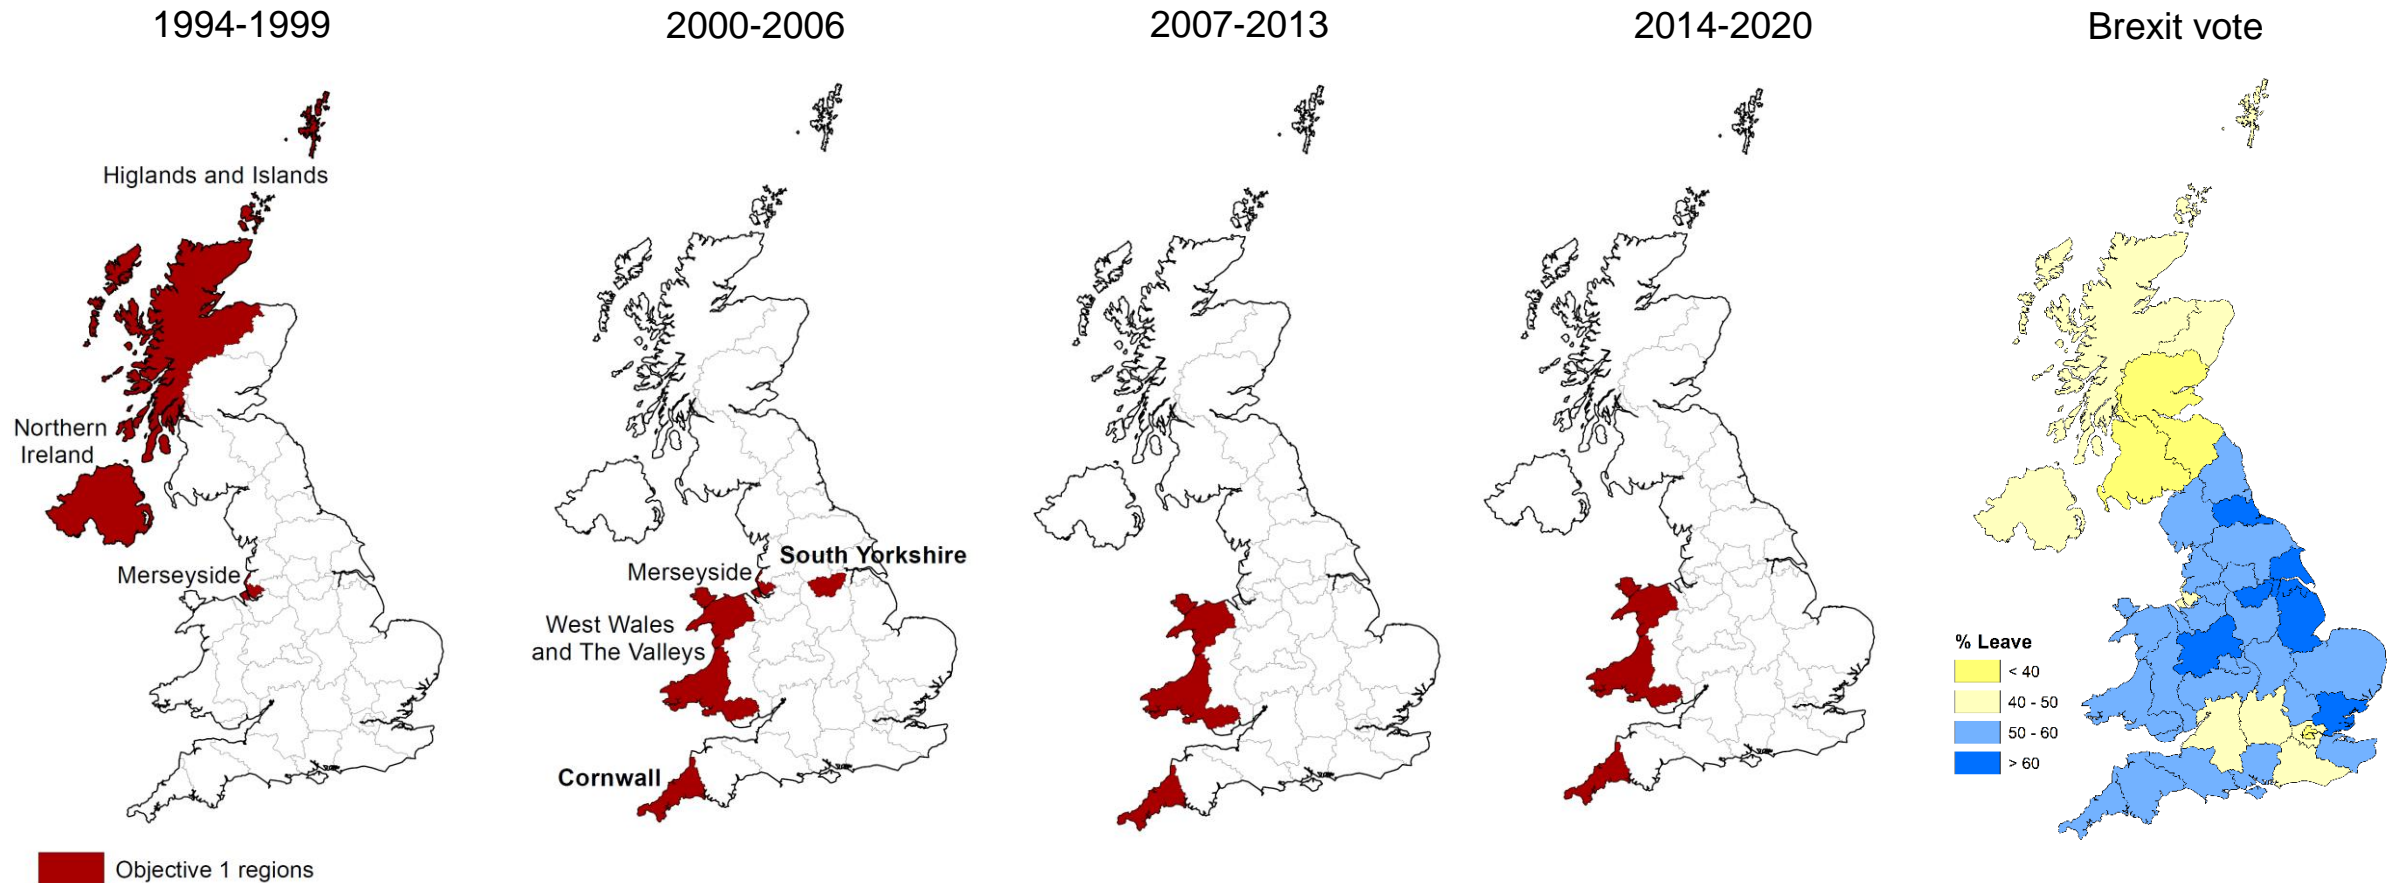 1994-1999
2000-2006
2007-2013
2014-2020
Brexit vote
Higlands and Islands
Northern
Ireland
Merseyside
Objective 1 regions
South Yorkshire
Merseyside
West Wales
and The Valleys
Cornwall
% Leave
< 40
40 - 50
50 - 60
> 60